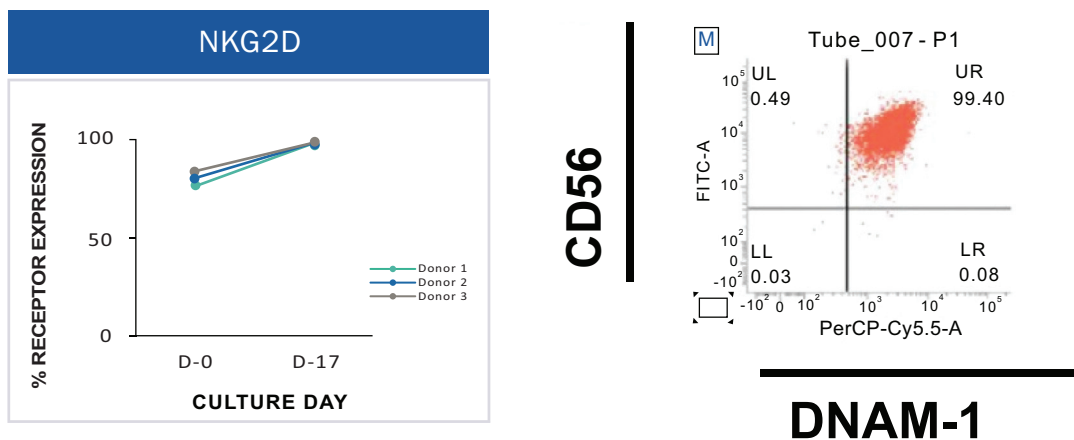 NKG2D
% RECEPTOR EXPRESSION
100
50
0
D-0 D-17
CULTURE DAY
Donor 1
Donor 2
Donor 3
CD56
M
Tube_007 - P1
FITC-A
10^5
10^4
10^3
10^2
0
-10^2
UL
0.49
UR
99.40
LL
0.03
LR
0.08
-10^2 0 10^2 10^3 10^4 10^5
PerCP-Cy5.5-A
DNAM-1